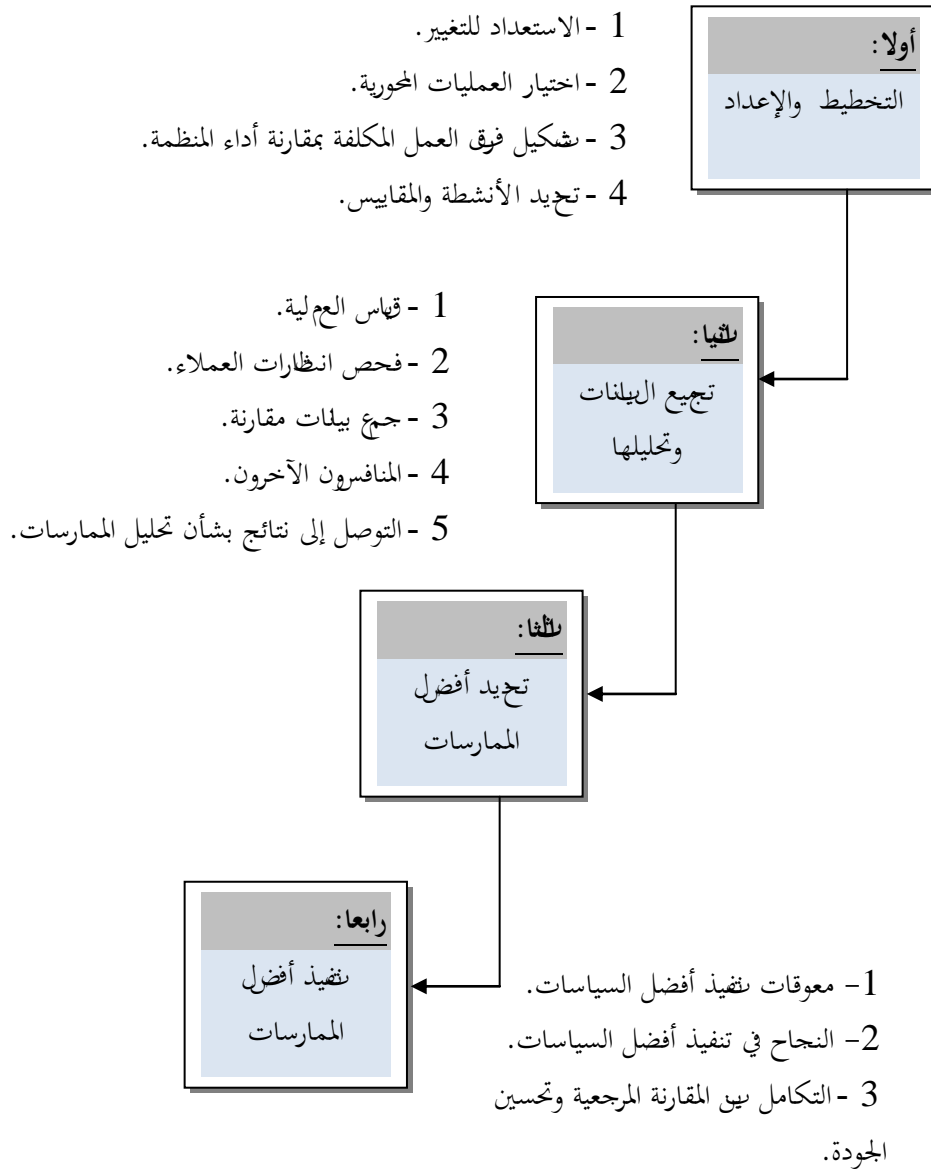 أولا:
التخطيط والإعداد
1 - الاستعداد للتغيير.
2 - اختيار العمليات المحورية.
3 - تشكيل فرق العمل المكلفة بمقارنة أداء المنظمة.
4 - تحديد الأنشطة والمقاييس.
ثانيا:
تجميع البيانات
وتحليلها
1 - قياس العملية.
2 - فحص انتظارات العملاء.
3 - جمع بيانات مقارنة.
4 - المنافسون الآخرون.
5 - التوصل إلى نتائج بشأن تحليل الممارسات.
ثالثا:
تحديد أفضل
الممارسات
رابعا:
تنفيذ أفضل
الممارسات
1- معوقات تنفيذ أفضل السياسات.
2- النجاح في تنفيذ أفضل السياسات.
3 - التكامل بين المقارنة المرجعية وتحسين
الجودة.